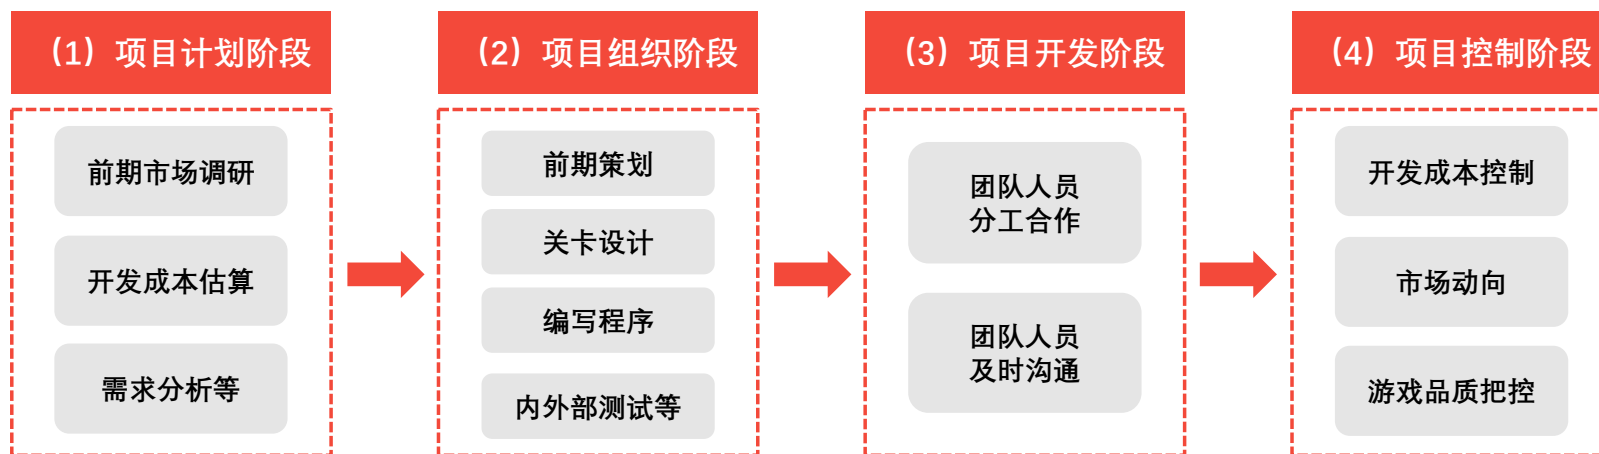 （1）项目计划阶段
前期市场调研
开发成本估算
需求分析等
（2）项目组织阶段
前期策划
关卡设计
编写程序
内外部测试等
（3）项目开发阶段
团队人员
分工合作
团队人员
及时沟通
（4）项目控制阶段
开发成本控制
市场动向
游戏品质把控